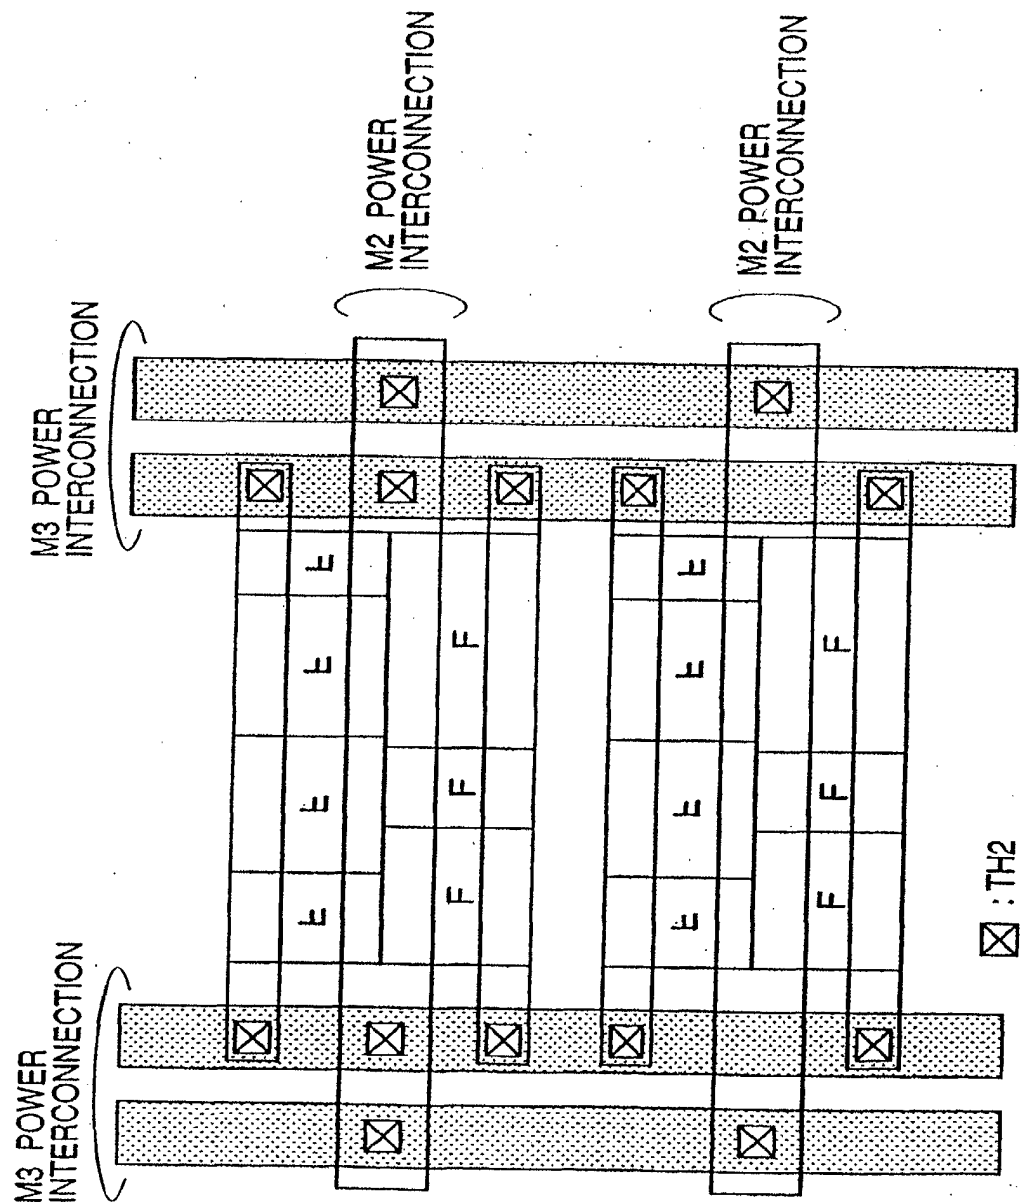 M3 POWER
INTERCONNECTION
M3 POWER
INTERCONNECTION
M2 POWER
INTERCONNECTION
M2 POWER
INTERCONNECTION
F F F F
F F F
F F F F
F F F
: TH2